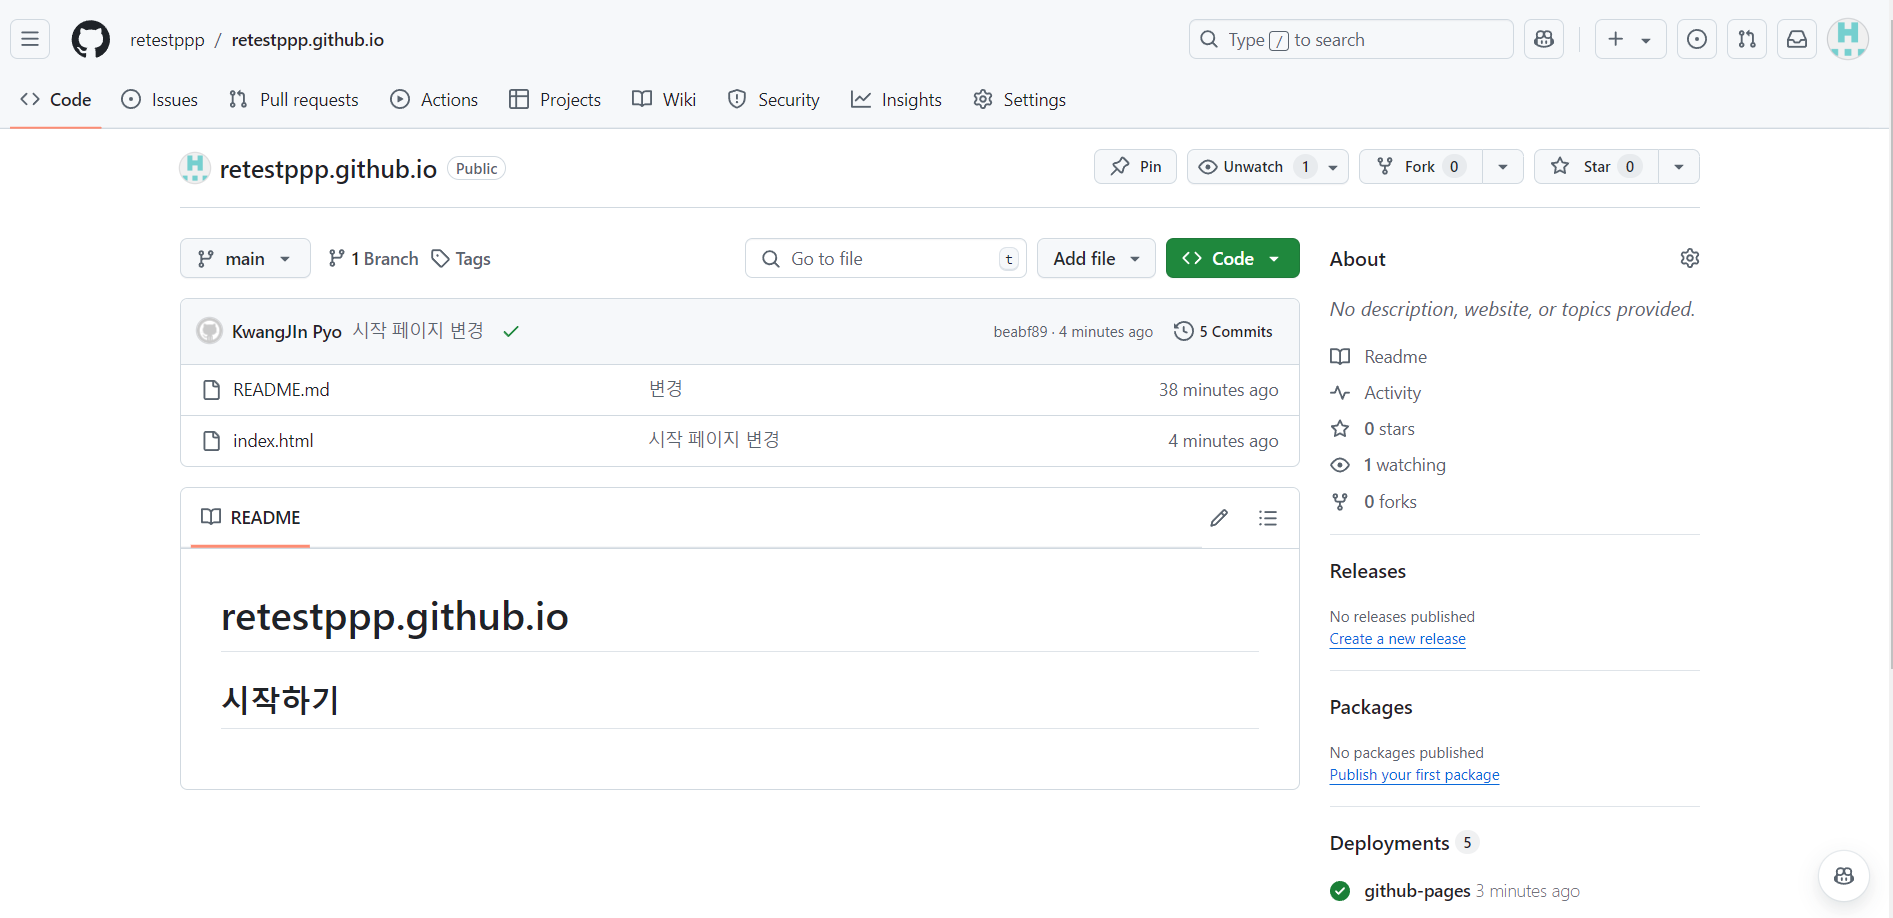 retestppp / retestppp.github.io
Type / to search
Code Issues Pull requests Actions Projects Wiki Security Insights Settings
retestppp.github.io Public
Pin Unwatch 1 Fork 0 Star 0
main 1 Branch Tags
Go to file t
Add file Code
KwangJIn Pyo 시작 페이지 변경 beabf89 · 4 minutes ago 5 Commits
README.md 변경 38 minutes ago
index.html 시작 페이지 변경 4 minutes ago
README
retestppp.github.io
시작하기
About
No description, website, or topics provided.
Readme
Activity
0 stars
1 watching
0 forks
Releases
No releases published
Create a new release
Packages
No packages published
Publish your first package
Deployments 5
github-pages 3 minutes ago